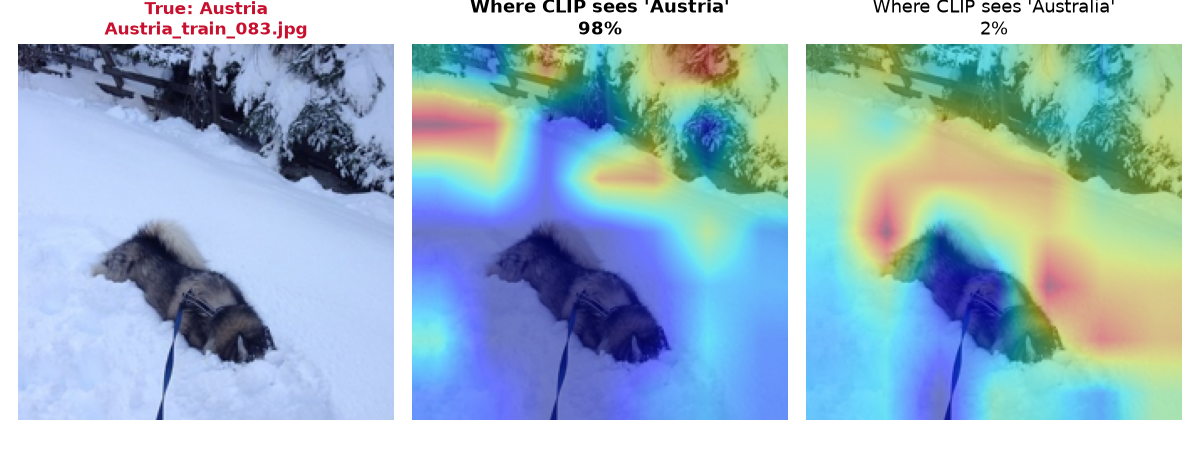 True: Austria
Austria_train_083.jpg
Where CLIP sees 'Austria'
98%
Where CLIP sees 'Australia'
2%